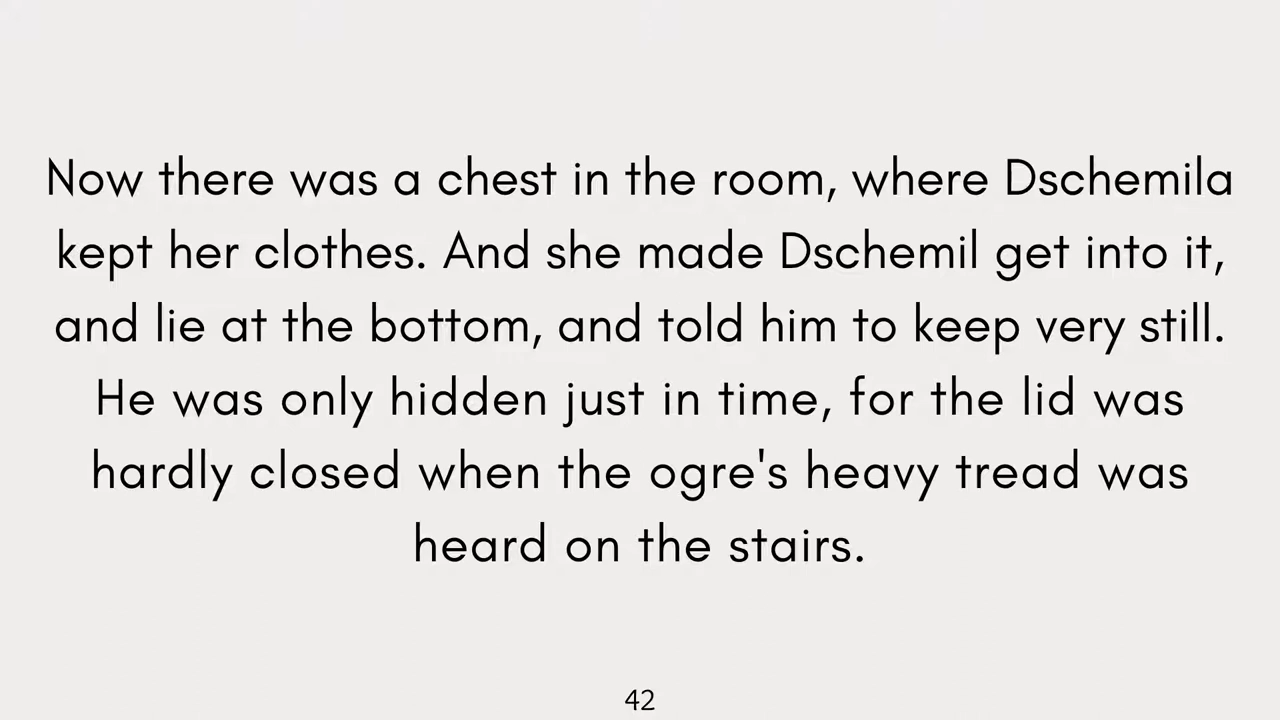 Now there was a chest in the room, where Dschemila
kept her clothes. And she made Dschemil get into it,
and lie at the bottom, and told him to keep very still.
He was only hidden just in time, for the lid was
hardly closed when the ogre's heavy tread was
heard on the stairs.
42